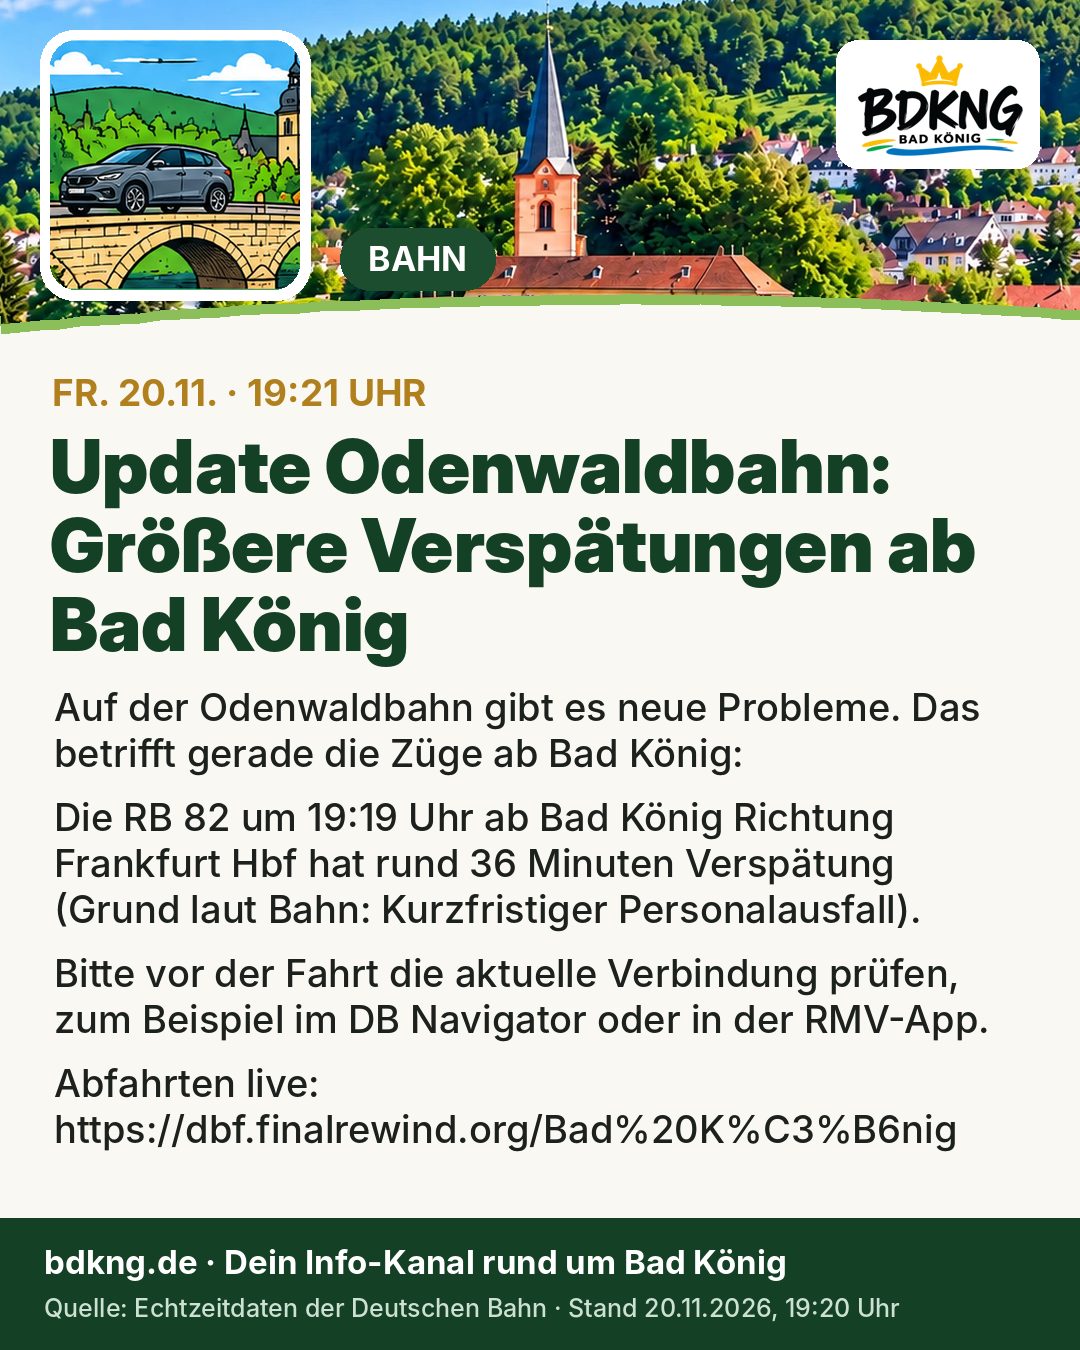 BDKNG
BAD KÖNIG
BAHN
FR. 20.11. · 19:21 UHR
Update Odenwaldbahn:
Größere Verspätungen ab
Bad König
Auf der Odenwaldbahn gibt es neue Probleme. Das
betrifft gerade die Züge ab Bad König:
Die RB 82 um 19:19 Uhr ab Bad König Richtung
Frankfurt Hbf hat rund 36 Minuten Verspätung
(Grund laut Bahn: Kurzfristiger Personalausfall).
Bitte vor der Fahrt die aktuelle Verbindung prüfen,
zum Beispiel im DB Navigator oder in der RMV-App.
Abfahrten live:
https://dbf.finalrewind.org/Bad%20K%C3%B6nig
bdkng.de · Dein Info-Kanal rund um Bad König
Quelle: Echtzeitdaten der Deutschen Bahn · Stand 20.11.2026, 19:20 Uhr